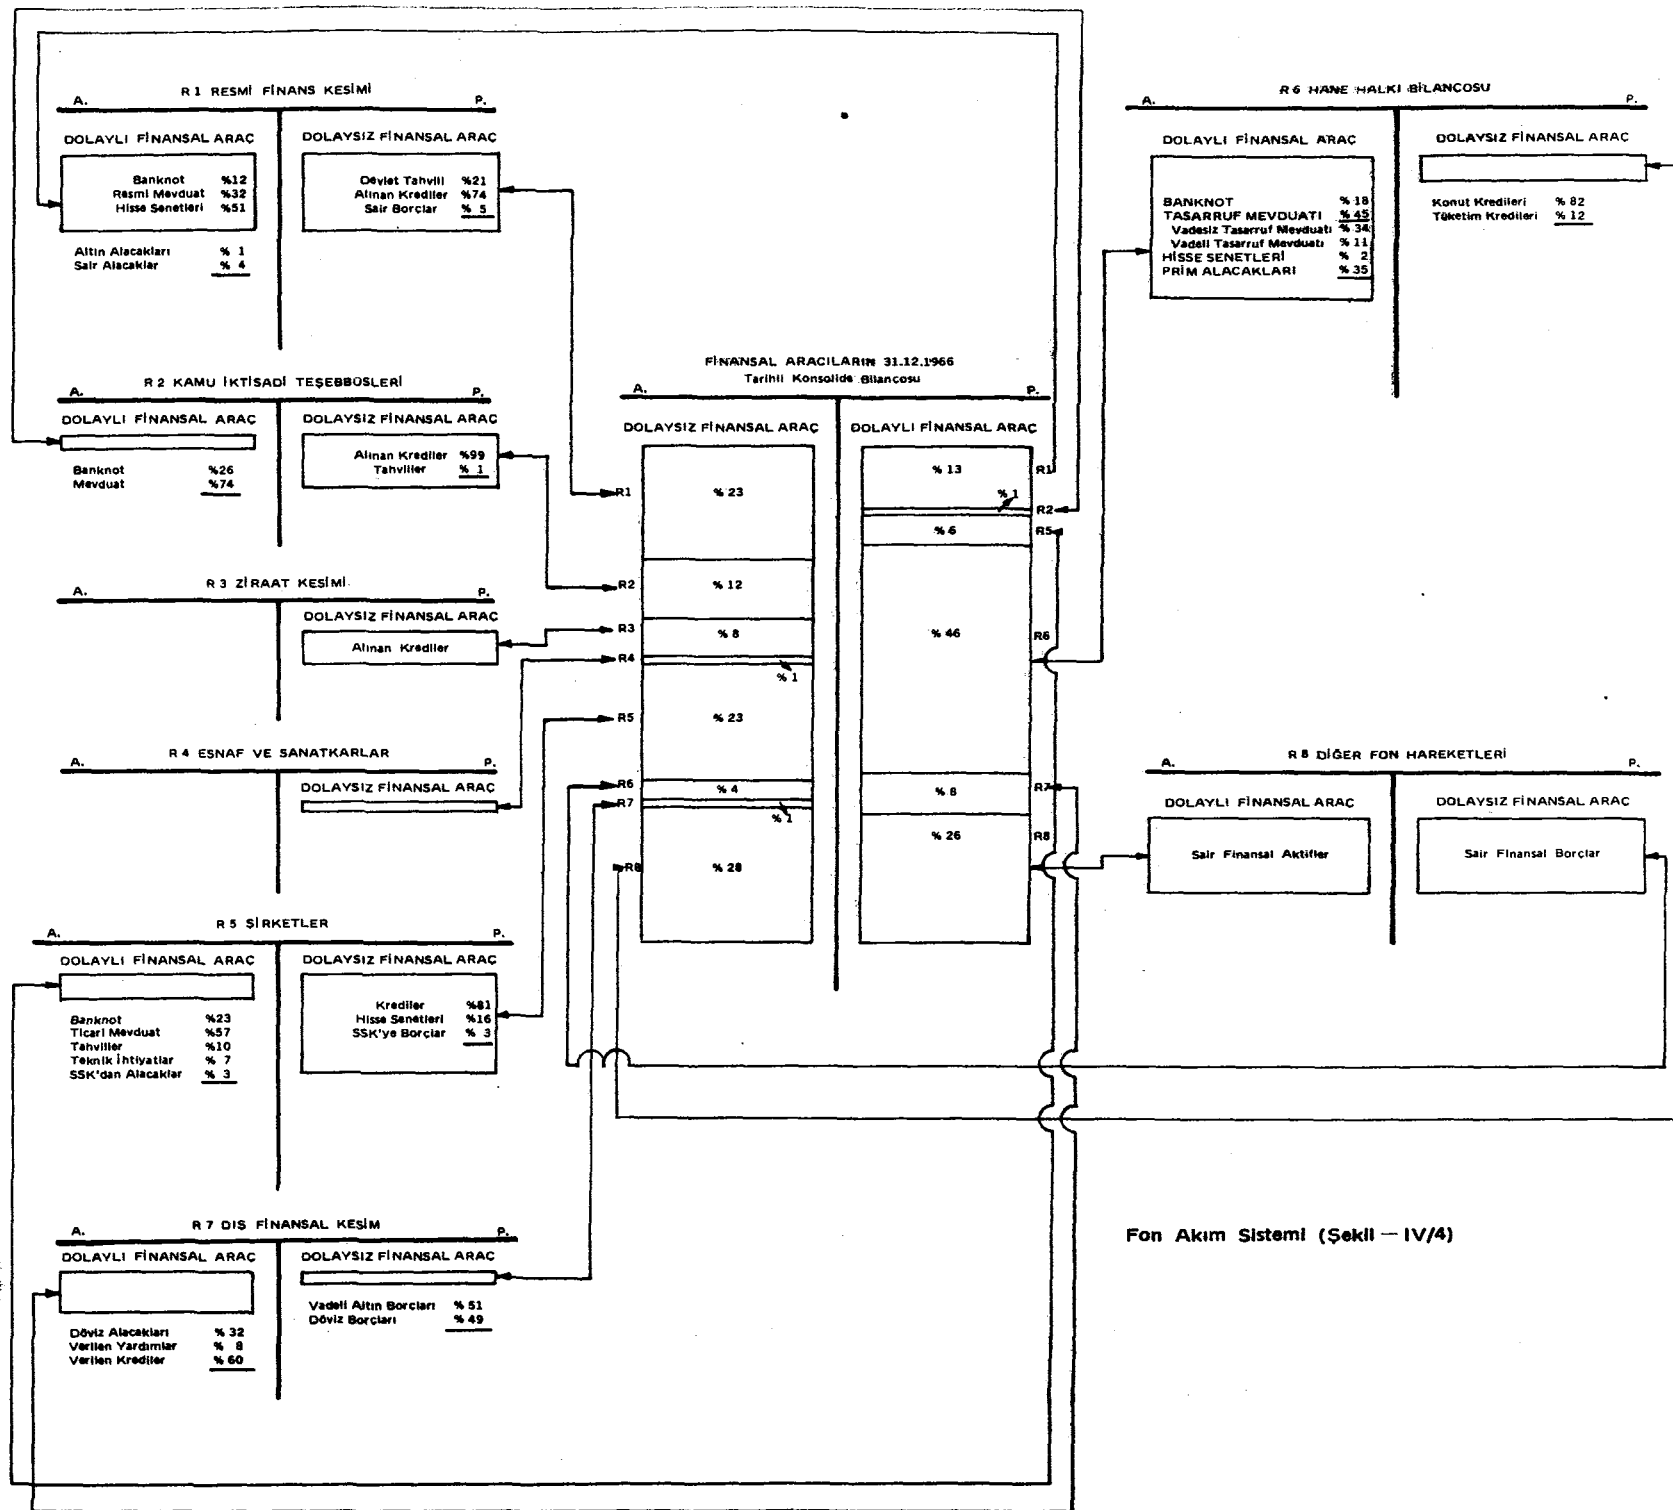 R 1 RESMİ FİNANS KESİMİ
A. P.
DOLAYLI FİNANSAL ARAÇ
Banknot %12
Resmi Mevduat %32
Hisse Senetleri %51
Altın Alacakları % 1
Sair Alacaklar % 4
DOLAYSIZ FİNANSAL ARAÇ
Devlet Tahvili %21
Alınan Krediler %74
Sair Borçlar % 5
R 2 KAMU İKTİSADİ TEŞEBBÜSLERİ
A. P.
DOLAYLI FİNANSAL ARAÇ
Banknot %26
Mevduat %74
DOLAYSIZ FİNANSAL ARAÇ
Alınan Krediler %99
Tahviller % 1
R 3 ZİRAAT KESİMİ
A. P.
DOLAYSIZ FİNANSAL ARAÇ
Alınan Krediler
R 4 ESNAF VE SANATKARLAR
A. P.
DOLAYSIZ FİNANSAL ARAÇ
R 5 ŞİRKETLER
A. P.
DOLAYLI FİNANSAL ARAÇ
Banknot %23
Ticari Mevduat %57
Tahviller %10
Teknik İhtiyatlar % 7
SSK'dan Alacaklar % 3
DOLAYSIZ FİNANSAL ARAÇ
Krediler %81
Hisse Senetleri %16
SSK'ye Borçlar % 3
R 7 DIŞ FİNANSAL KESİM
A. P.
DOLAYLI FİNANSAL ARAÇ
Döviz Alacakları % 32
Verilen Yardımlar % 8
Verilen Krediler % 60
DOLAYSIZ FİNANSAL ARAÇ
Vadeli Altın Borçları % 51
Döviz Borçları % 49
FİNANSAL ARACILARIN 31.12.1966
Tarihli Konsolide Bilançosu
A. P.
DOLAYSIZ FİNANSAL ARAÇ
R1 % 23
R2 % 12
R3 % 8
R4
% 1
R5 % 23
R6 % 4
R7
% 1
R8 % 28
DOLAYLI FİNANSAL ARAÇ
% 13 R1
% 1
R2
% 6 R5
% 46 R6
% 8 R7
% 26 R8
R 6 HANE HALKI BİLANÇOSU
A. P.
DOLAYLI FİNANSAL ARAÇ
BANKNOT % 18
TASARRUF MEVDUATI % 45
Vadesiz Tasarruf Mevduatı % 34
Vadeli Tasarruf Mevduatı % 11
HİSSE SENETLERİ % 2
PRİM ALACAKLARI % 35
DOLAYSIZ FİNANSAL ARAÇ
Konut Kredileri % 82
Tüketim Kredileri % 12
R 8 DİĞER FON HAREKETLERİ
A. P.
DOLAYLI FİNANSAL ARAÇ
Sair Finansal Aktifler
DOLAYSIZ FİNANSAL ARAÇ
Sair Finansal Borçlar
Fon Akım Sistemi (Şekil — IV/4)